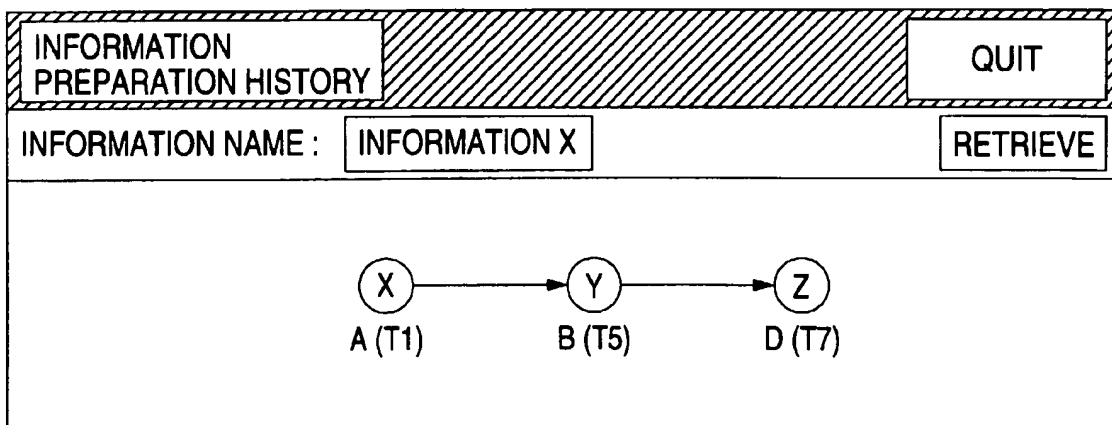 INFORMATION
PREPARATION HISTORY
QUIT
INFORMATION NAME : INFORMATION X RETRIEVE
X Y Z
A (T1) B (T5) D (T7)